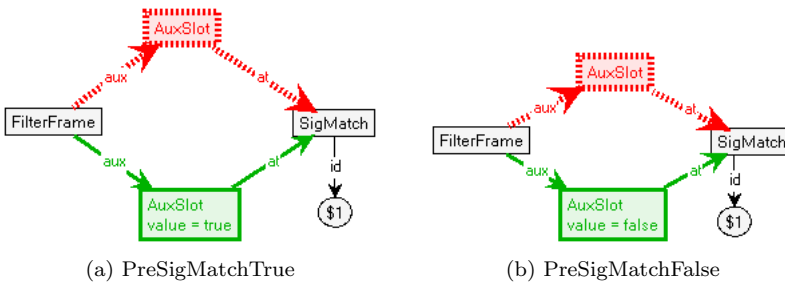 AuxSlot
aux
at
FilterFrame
SigMatch
aux
at
id
AuxSlot
value = true
$1
(a) PreSigMatchTrue
AuxSlot
aux
at
FilterFrame
SigMatch
aux
at
id
AuxSlot
value = false
$1
(b) PreSigMatchFalse